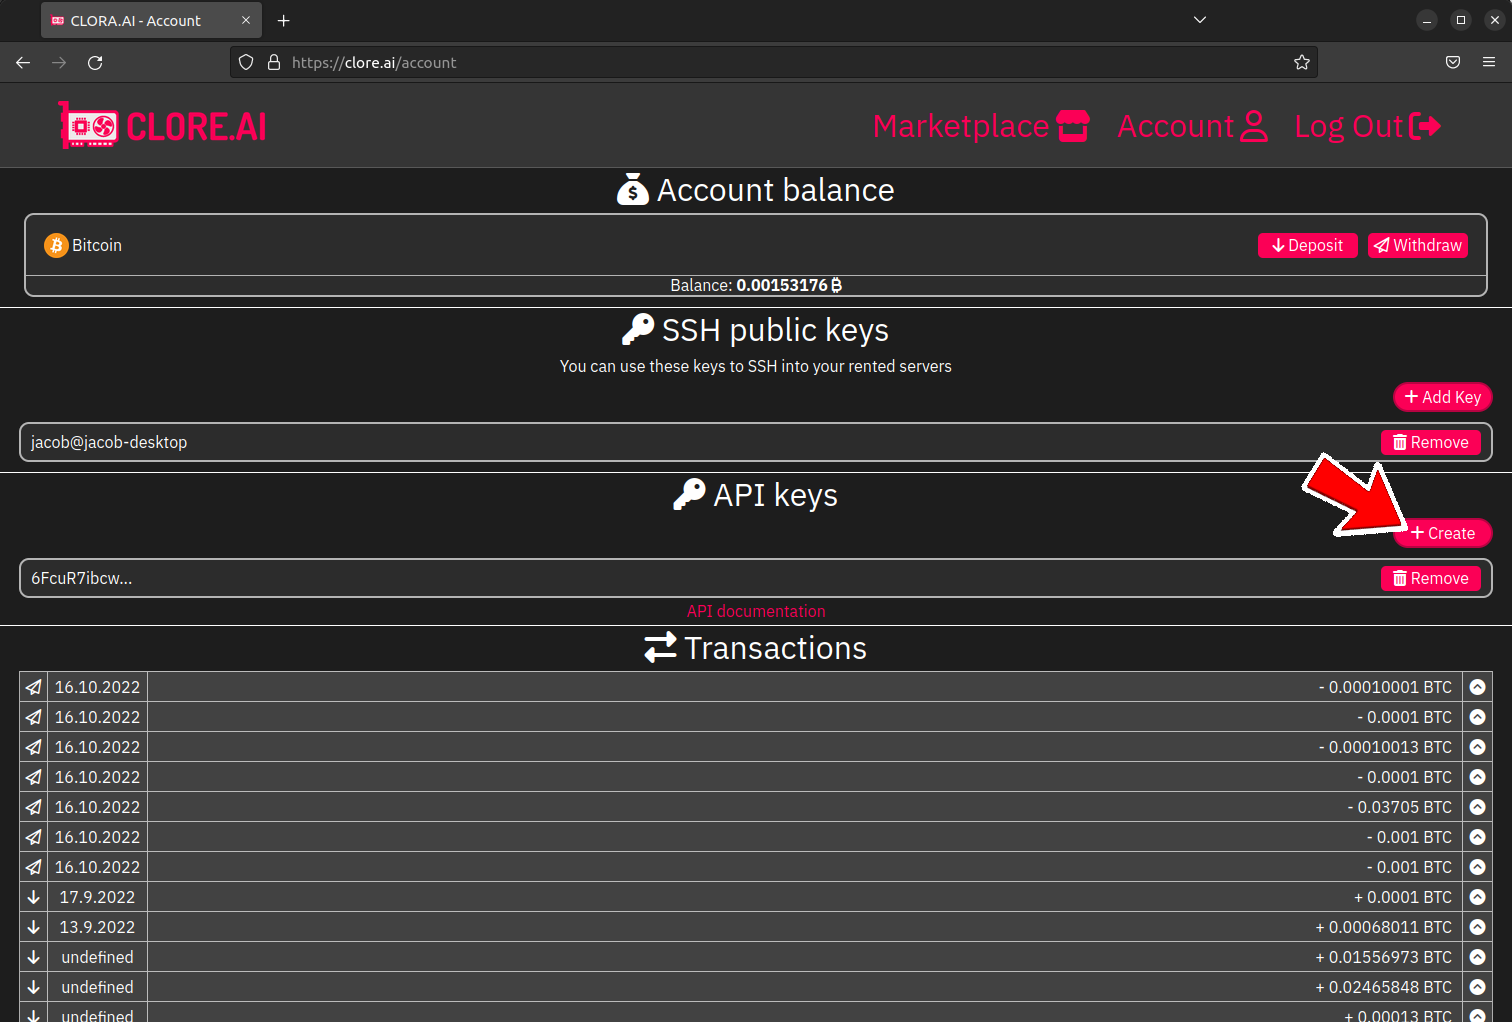 CLORA.AI - Account
https://clore.ai/account
CLORE.AI
Marketplace Account Log Out
Account balance
Bitcoin Deposit Withdraw
Balance: 0.00153176
SSH public keys
You can use these keys to SSH into your rented servers
+ Add Key
jacob@jacob-desktop Remove
API keys
+ Create
6FcuR7ibcw... Remove
API documentation
Transactions
16.10.2022 - 0.00010001 BTC
16.10.2022 - 0.0001 BTC
16.10.2022 - 0.00010013 BTC
16.10.2022 - 0.0001 BTC
16.10.2022 - 0.03705 BTC
16.10.2022 - 0.001 BTC
16.10.2022 - 0.001 BTC
17.9.2022 + 0.0001 BTC
13.9.2022 + 0.00068011 BTC
undefined + 0.01556973 BTC
undefined + 0.02465848 BTC
undefined + 0.00013 BTC